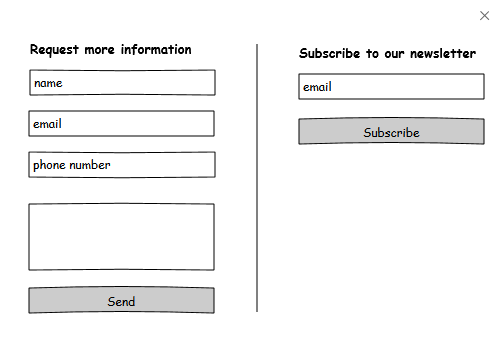 Request more information
name
email
phone number
Send
Subscribe to our newsletter
email
Subscribe